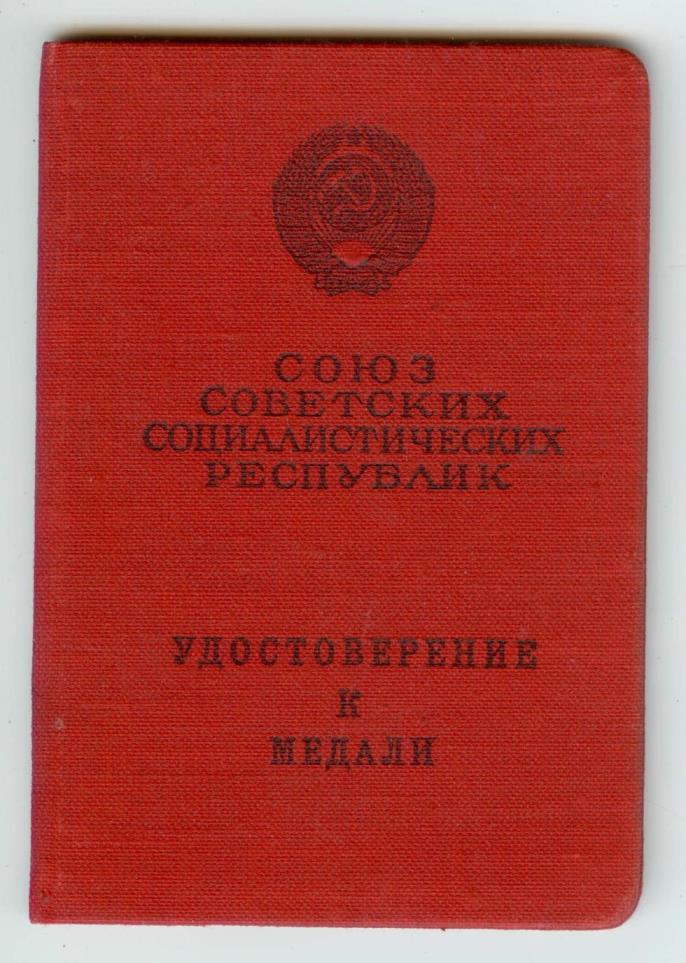 СОЮЗ
СОВЕТСКИХ
СОЦИАЛИСТИЧЕСКИХ
РЕСПУБЛИК
УДОСТОВЕРЕНИЕ
К
МЕДАЛИ